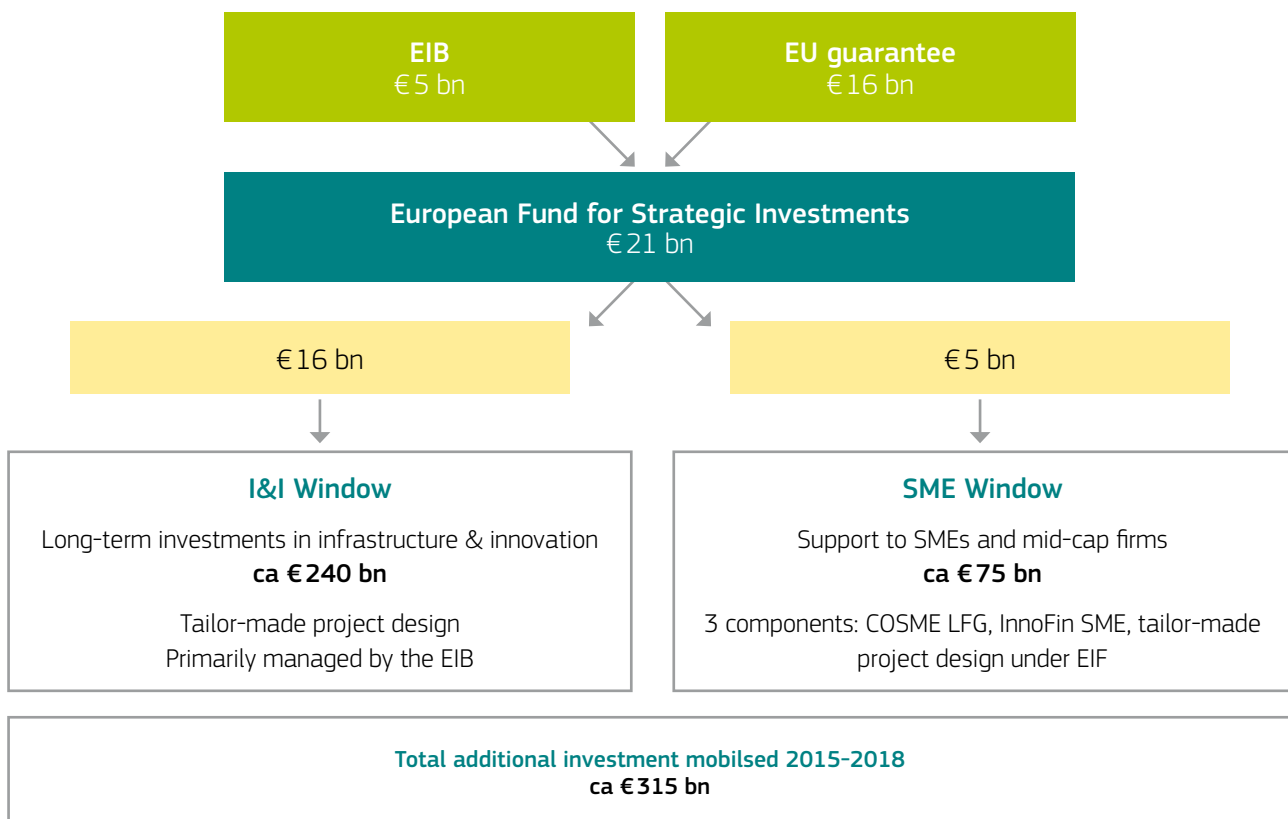 EIB
€5 bn
EU guarantee
€16 bn
European Fund for Strategic Investments
€21 bn
€16 bn
€5 bn
I&I Window
Long-term investments in infrastructure & innovation
ca €240 bn
Tailor-made project design
Primarily managed by the EIB
SME Window
Support to SMEs and mid-cap firms
ca €75 bn
3 components: COSME LFG, InnoFin SME, tailor-made
project design under EIF
Total additional investment mobilsed 2015-2018
ca €315 bn